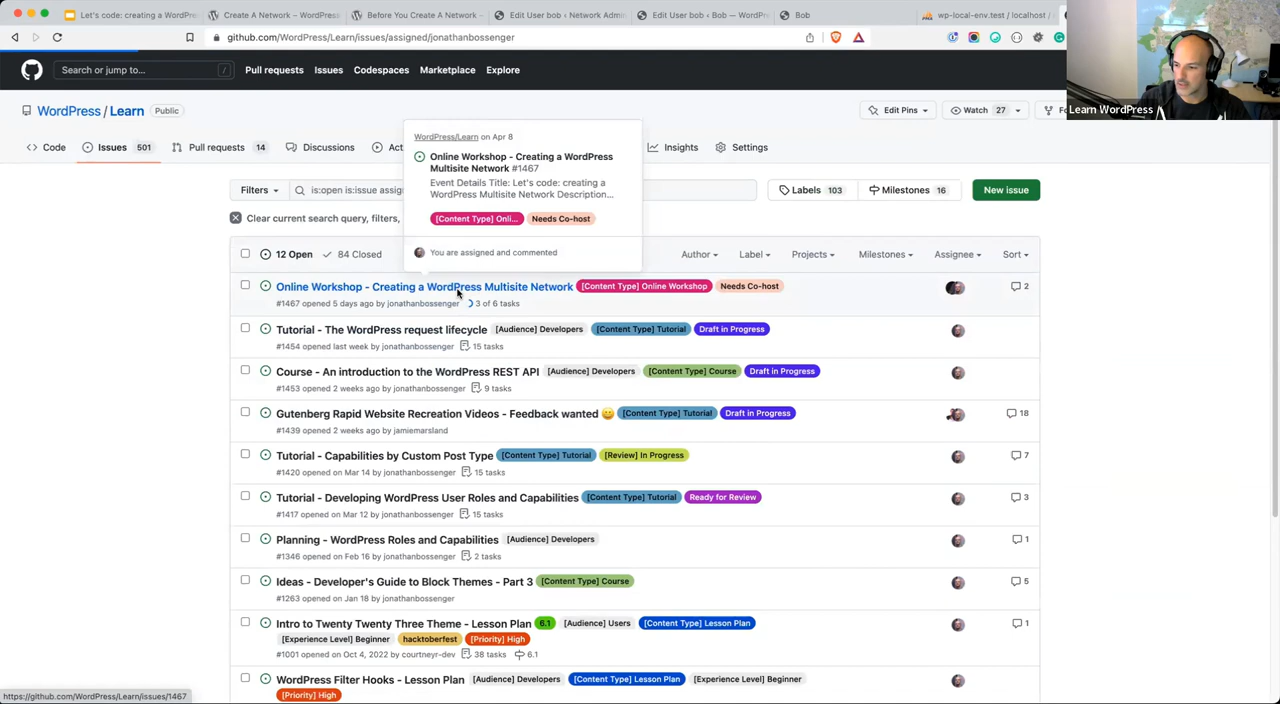 Let's code: creating a WordPre
Create A Network – WordPress
Before You Create A Network –
Edit User bob ‹ Network Admi
Edit User bob ‹ Bob — WordPr
Bob
wp-local-env.test / localhost /
github.com/WordPress/Learn/issues/assigned/jonathanbossenger
Search or jump to... /
Pull requests
Issues
Codespaces
Marketplace
Explore
WordPress / Learn Public
Edit Pins
Watch 27
Learn WordPress /
Code
Issues 501
Pull requests 14
Discussions
Insights
Settings
WordPress/Learn on Apr 8
Online Workshop - Creating a WordPress
Multisite Network #1467
Event Details Title: Let's code: creating a
WordPress Multisite Network Description...
[Content Type] Onli... Needs Co-host
You are assigned and commented
Filters
is:open is:issue assig
Labels 103
Milestones 16
New issue
Clear current search query, filters,
12 Open 84 Closed
Author Label Projects Milestones Assignee Sort
Online Workshop - Creating a WordPress Multisite Network [Content Type] Online Workshop Needs Co-host 2
#1467 opened 5 days ago by jonathanbossenger 3 of 6 tasks
Tutorial - The WordPress request lifecycle [Audience] Developers [Content Type] Tutorial Draft in Progress
#1454 opened last week by jonathanbossenger 15 tasks
Course - An introduction to the WordPress REST API [Audience] Developers [Content Type] Course Draft in Progress
#1453 opened 2 weeks ago by jonathanbossenger 9 tasks
Gutenberg Rapid Website Recreation Videos - Feedback wanted 😀 [Content Type] Tutorial Draft in Progress 18
#1439 opened 2 weeks ago by jamiemarsland
Tutorial - Capabilities by Custom Post Type [Content Type] Tutorial [Review] In Progress 7
#1420 opened on Mar 14 by jonathanbossenger 15 tasks
Tutorial - Developing WordPress User Roles and Capabilities [Content Type] Tutorial Ready for Review 3
#1417 opened on Mar 12 by jonathanbossenger 15 tasks
Planning - WordPress Roles and Capabilities [Audience] Developers 1
#1346 opened on Feb 16 by jonathanbossenger 2 tasks
Ideas - Developer's Guide to Block Themes - Part 3 [Content Type] Course 5
#1263 opened on Jan 18 by jonathanbossenger
Intro to Twenty Twenty Three Theme - Lesson Plan 6.1 [Audience] Users [Content Type] Lesson Plan 1
[Experience Level] Beginner hacktoberfest [Priority] High
#1001 opened on Oct 4, 2022 by courtneyr-dev 38 tasks 6.1
WordPress Filter Hooks - Lesson Plan [Audience] Developers [Content Type] Lesson Plan [Experience Level] Beginner
[Priority] High
https://github.com/WordPress/Learn/issues/1467